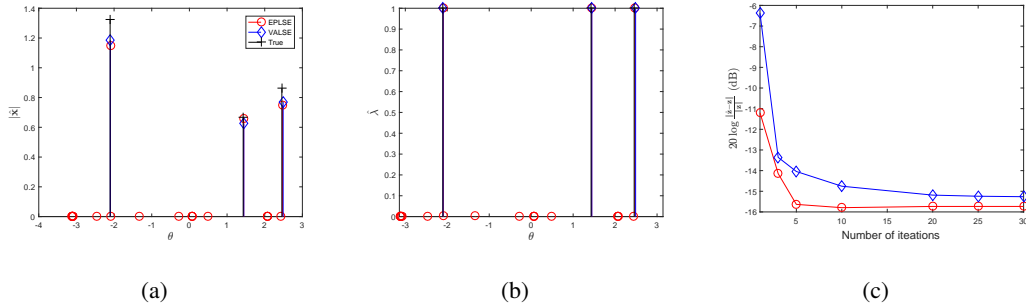 1.4
1.2
1
0.8
0.6
0.4
0.2
0
-4 -3 -2 -1 0 1 2 3
θ
|x̂|
EPLSE
VALSE
True
(a)
1
0.9
0.8
0.7
0.6
0.5
0.4
0.3
0.2
0.1
0
-3 -2 -1 0 1 2 3
θ
λ̂
(b)
-6
-7
-8
-9
-10
-11
-12
-13
-14
-15
-16
5 10 15 20 25 30
Number of iterations
20 log |ẑ−z| / |z| (dB)
(c)